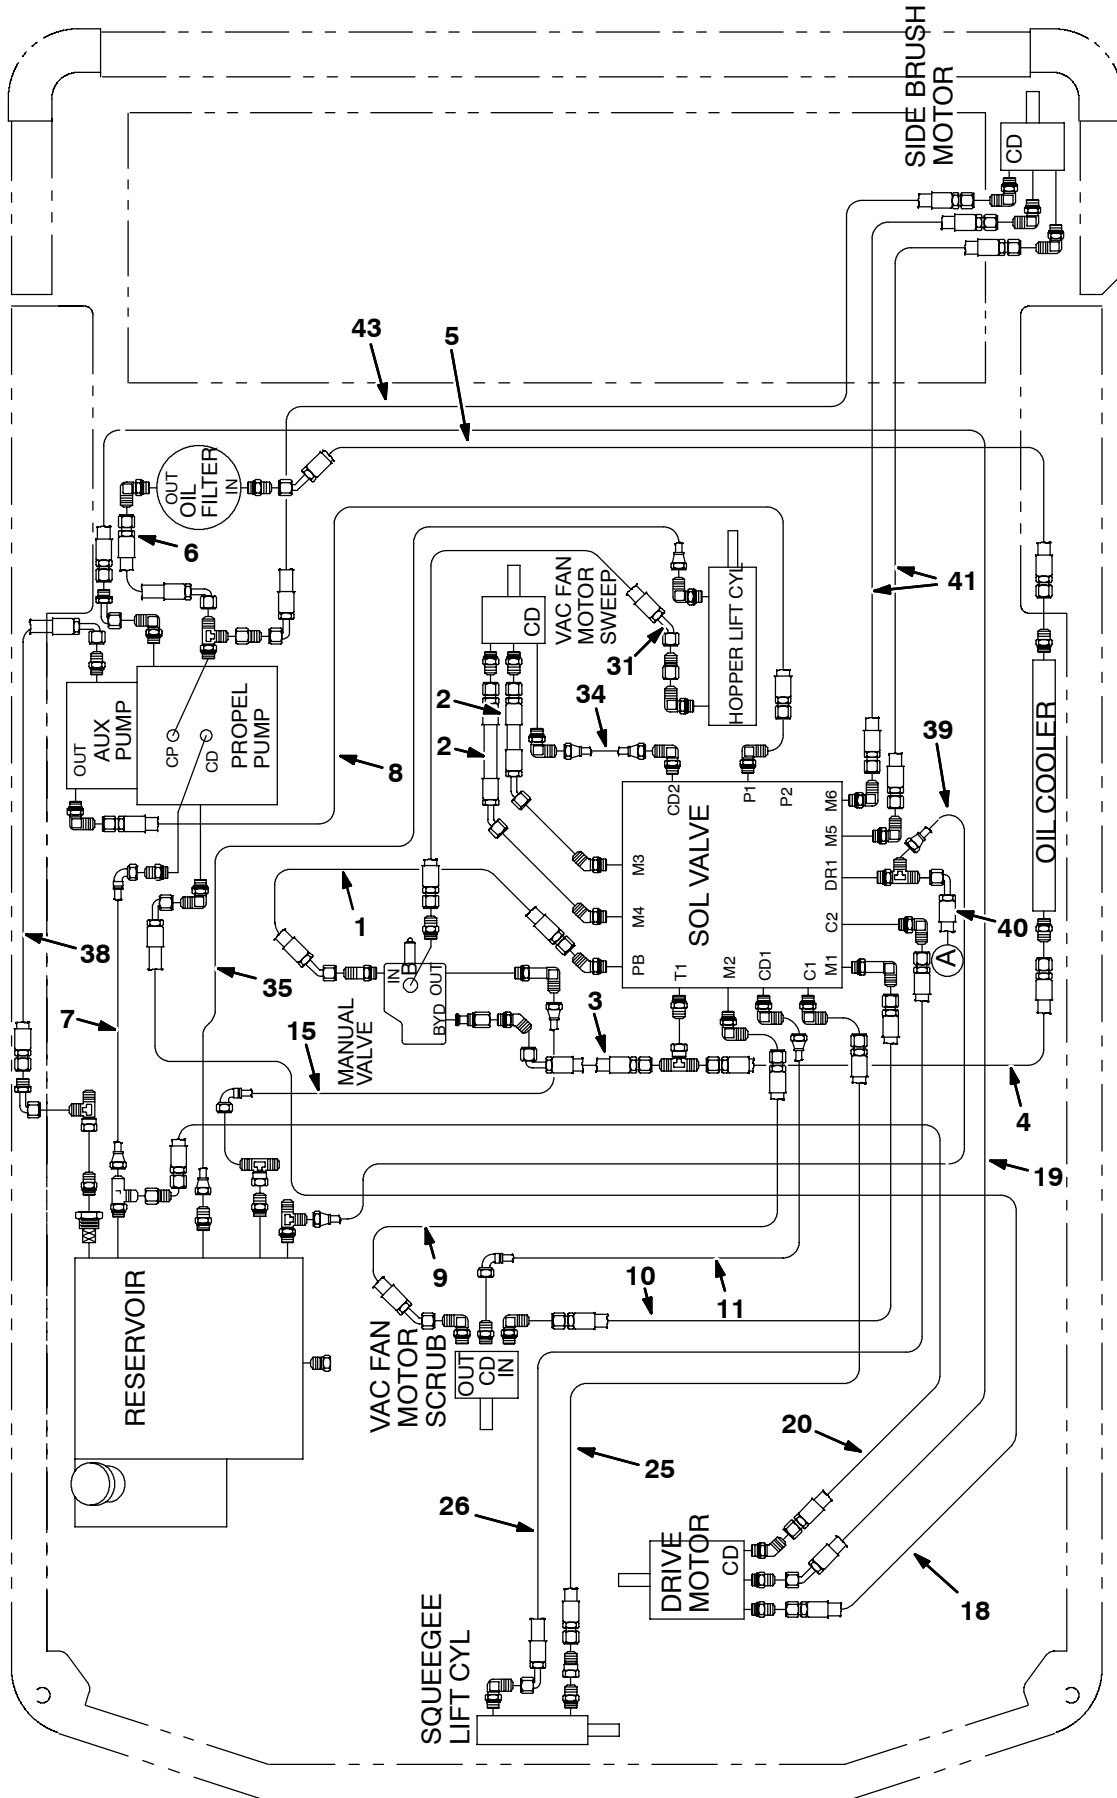 SIDE BRUSH
MOTOR
CD
43
5
OUT
OIL
FILTER
IN
6
41
VAC FAN
MOTOR
SWEEP
CD
HOPPER LIFT CYL
31
34
2
2
OUT
AUX
PUMP
CP
CD
PROPEL
PUMP
8
39
OIL COOLER
CD2
P1
P2
M6
M5
DR1
C2
M1
M3
M4
PB
T1
M2
CD1
C1
SOL VALVE
1
40
A
38
35
7
IN
B
OUT
BYD
MANUAL
VALVE
15
3
4
19
9
10
11
RESERVOIR
VAC FAN
MOTOR
SCRUB
OUT
CD
IN
20
25
26
DRIVE
MOTOR
CD
18
SQUEEGEE
LIFT CYL